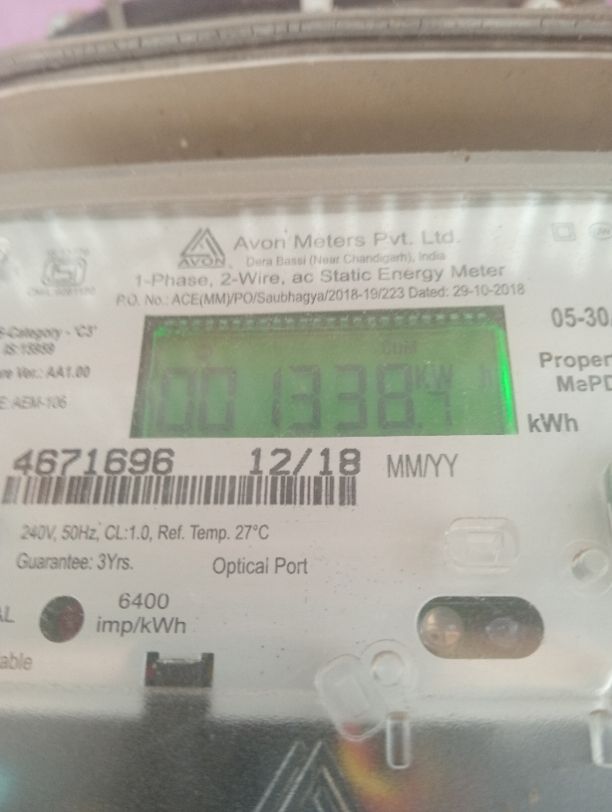 AVON
Avon Meters Pvt. Ltd.
Dera Bassi (Near Chandigarh), India
1-Phase, 2-Wire, ac Static Energy Meter
P.O. No.: ACE(MM)/PO/Saubhagya/2018-19/223 Dated: 29-10-2018
-Category - 'C3'
IS:15959
Ver.: AA1.00
AEM-106
05-30
Proper
MePD
CUM
001338.4 kW h
kWh
4671696 12/18 MM/YY
240V, 50Hz, CL:1.0, Ref. Temp. 27°C
Guarantee: 3Yrs. Optical Port
6400
imp/kWh